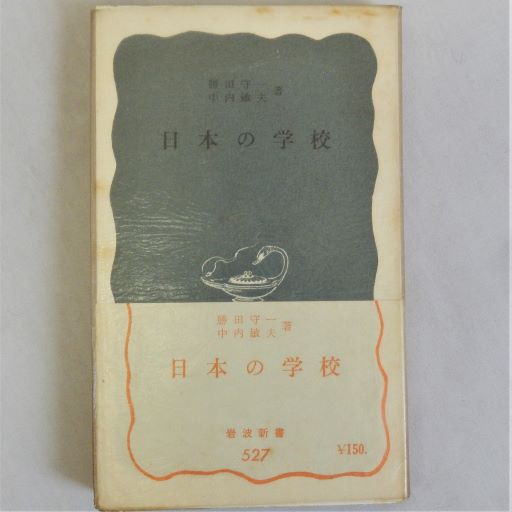 勝田守一
中内敏夫 著
日本の学校
勝田守一
中内敏夫 著
日本の学校
岩波新書
527
¥150.